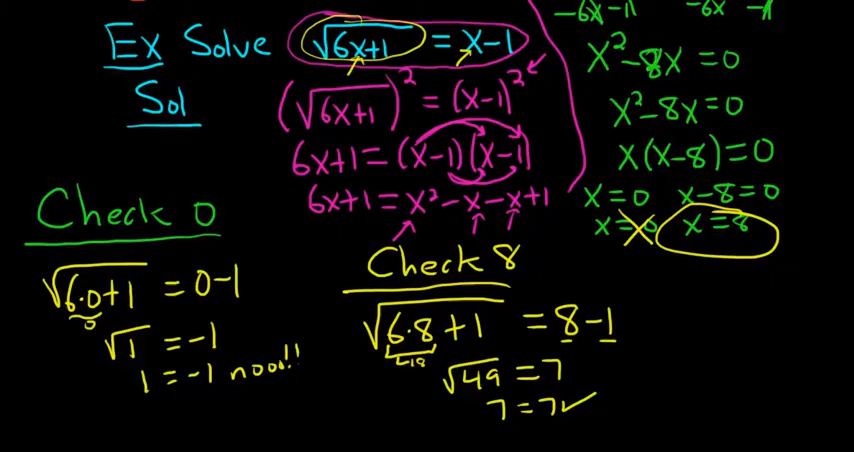 Ex Solve √6x+1 = x-1
Sol
(√6x+1)² = (x-1)²
6x+1 = (x-1)(x-1)
6x+1 = x²-x-x+1
-6x-1 -6x -1
x²-8x=0
x²-8x=0
x(x-8)=0
x=0 x-8=0
x=0 x=8
Check 0
√6·0+1 = 0-1
0
√1 = -1
1 = -1 nooo!!
Check 8
√6·8+1 = 8-1
48
√49 = 7
7=7✓